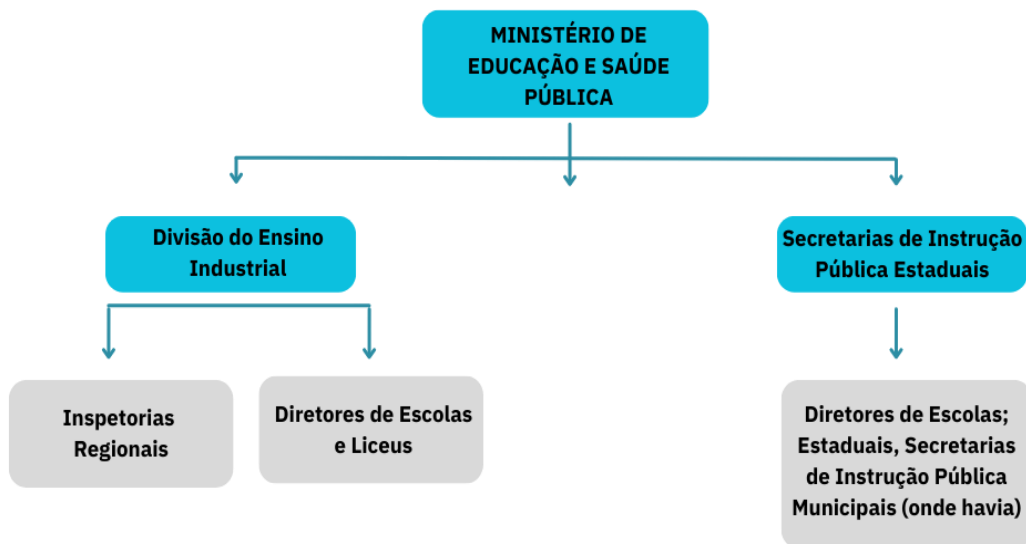 MINISTÉRIO DE
EDUCAÇÃO E SAÚDE
PÚBLICA
Divisão do Ensino
Industrial
Secretarias de Instrução
Pública Estaduais
Inspetorias
Regionais
Diretores de Escolas
e Liceus
Diretores de Escolas;
Estaduais, Secretarias
de Instrução Pública
Municipais (onde havia)